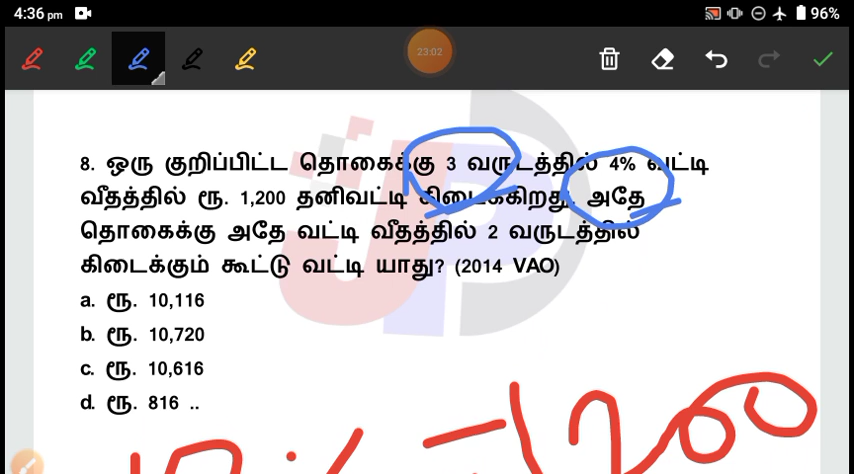 4:36 pm 96%
23:02
8. ஒரு குறிப்பிட்ட தொகைக்கு 3 வருடத்தில் 4% வட்டி
வீதத்தில் ரூ. 1,200 தனிவட்டி கிடைக்கிறது. அதே
தொகைக்கு அதே வட்டி வீதத்தில் 2 வருடத்தில்
கிடைக்கும் கூட்டு வட்டி யாது? (2014 VAO)
a. ரூ. 10,116
b. ரூ. 10,720
c. ரூ. 10,616
d. ரூ. 816 ..
12% - 1200